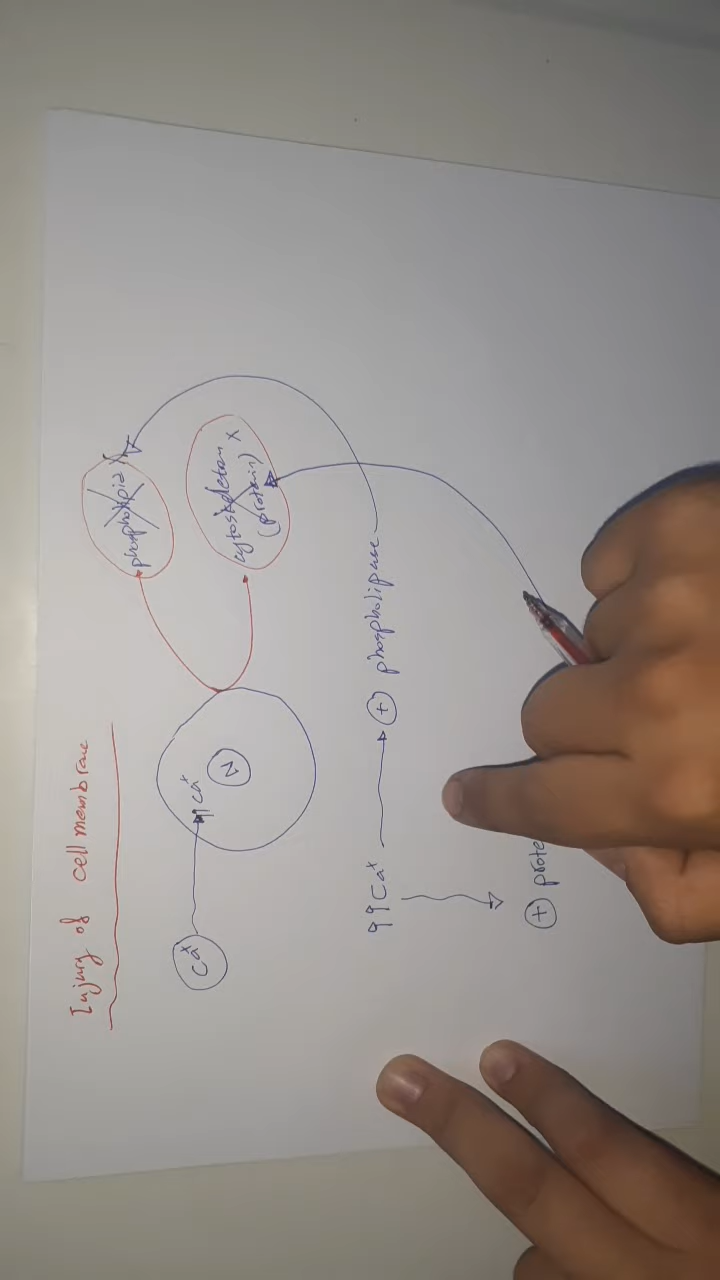 Injury of cell membrane
phospholipid
cytoskeleton x
(protein)
Ca⁺
↑↑Ca⁺
N
↑↑Ca⁺
+ phospholipase
+ prote